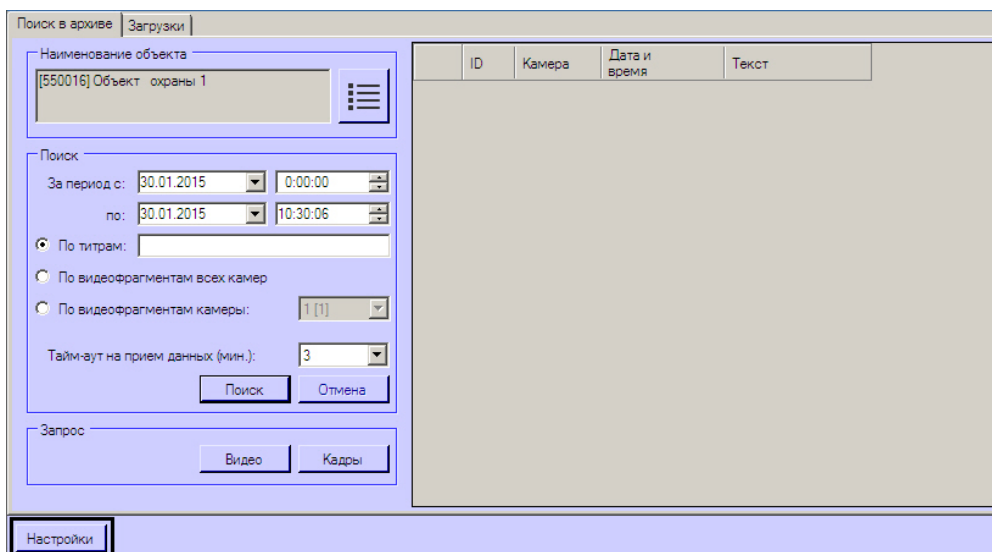 Поиск в архиве Загрузки
Наименование объекта
[550016] Объект охраны 1
Поиск
За период с: 30.01.2015 0:00:00
по: 30.01.2015 10:30:06
По титрам:
По видеофрагментам всех камер
По видеофрагментам камеры: 1 [1]
Тайм-аут на прием данных (мин.): 3
Поиск Отмена
Запрос
Видео Кадры
ID Камера Дата и время Текст
Настройки